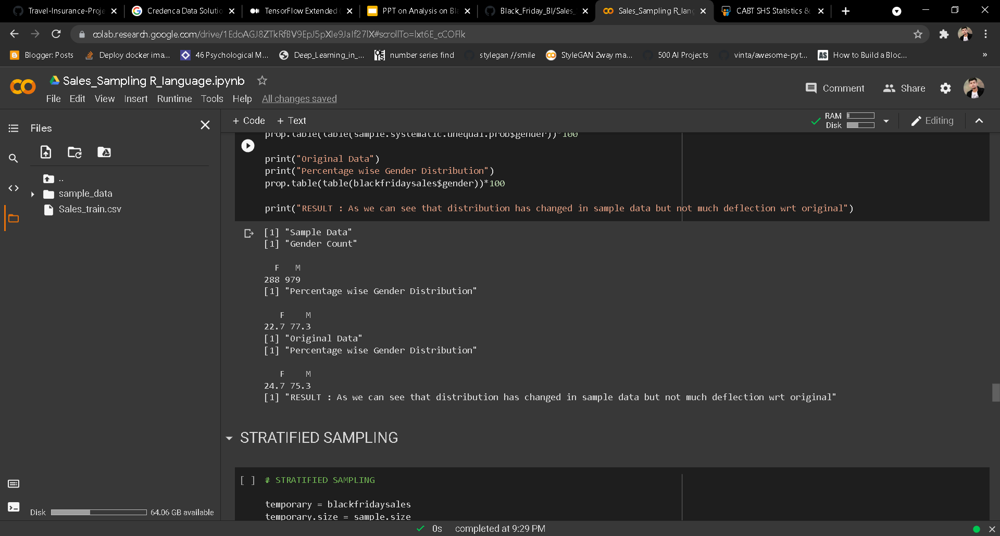 Travel-Insurance-Proje
Credenca Data Solutio
TensorFlow Extended (
PPT on Analysis on Bla
Black_Friday_BI/Sales_
Sales_Sampling R_lang
CABT SHS Statistics &
colab.research.google.com/drive/1EdoAGJ8ZTkRfBV9EpJ5pXIe9JaIf27lX#scrollTo=lxt6E_cCOFlk
Blogger: Posts
Deploy docker ima...
46 Psychological M...
Deep_Learning_in_...
number series find
stylegan //smile
StyleGAN 2way ma...
500 AI Projects
vinta/awesome-pyt...
AS
How to Build a Bloc...
»
Sales_Sampling R_language.ipynb
Comment
Share
File Edit View Insert Runtime Tools Help All changes saved
Files
+ Code + Text
RAM
Disk
Editing
..
sample_data
Sales_train.csv
prop.table(table(sample.systematic.unequal.prob$gender))*100
print("Original Data")
print("Percentage wise Gender Distribution")
prop.table(table(blackfridaysales$gender))*100
print("RESULT : As we can see that distribution has changed in sample data but not much deflection wrt original")
[1] "Sample Data"
[1] "Gender Count"
F M
288 979
[1] "Percentage wise Gender Distribution"
F M
22.7 77.3
[1] "Original Data"
[1] "Percentage wise Gender Distribution"
F M
24.7 75.3
[1] "RESULT : As we can see that distribution has changed in sample data but not much deflection wrt original"
STRATIFIED SAMPLING
[ ] # STRATIFIED SAMPLING
temporary = blackfridaysales
temporary.size = sample.size
Disk
64.06 GB available
0s completed at 9:29 PM